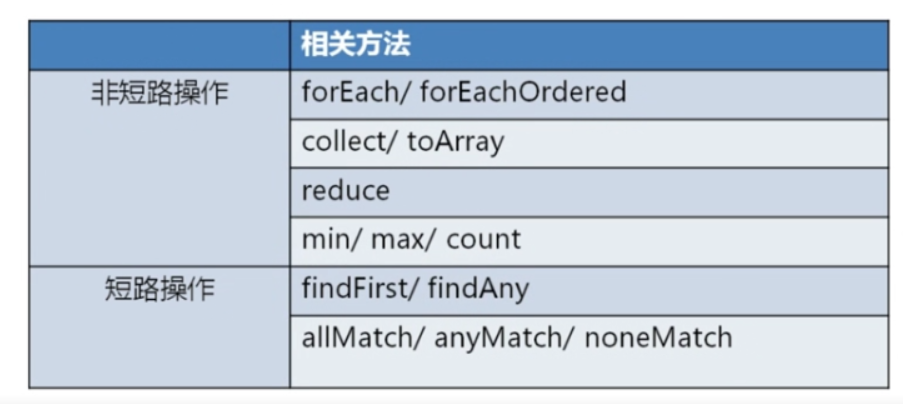 相关方法
非短路操作
forEach/ forEachOrdered
collect/ toArray
reduce
min/ max/ count
短路操作
findFirst/ findAny
allMatch/ anyMatch/ noneMatch